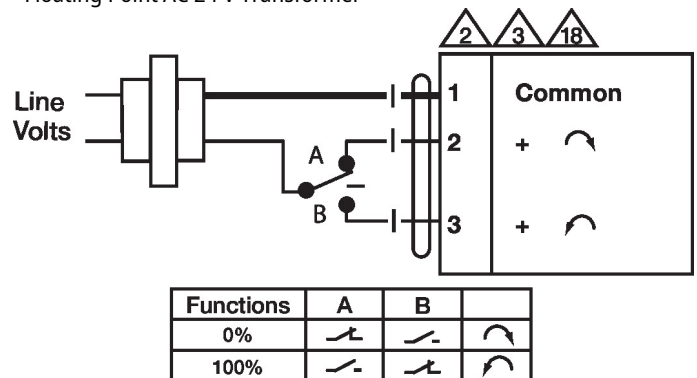 2 3 18
Line
Volts
1 Common
A
2 +
B
3 +
Functions A B
0%
100%